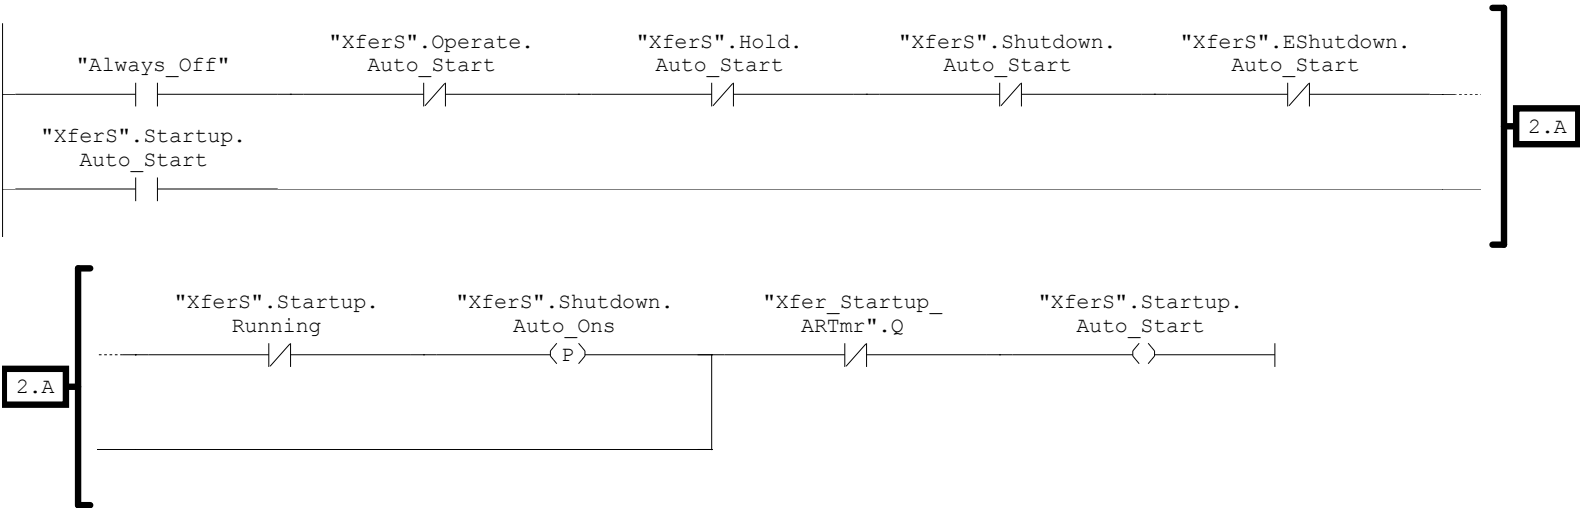 "XferS".Operate.
"XferS".Hold.
"XferS".Shutdown.
"XferS".EShutdown.
"Always_Off"
Auto_Start
Auto_Start
Auto_Start
Auto_Start
2.A
"XferS".Startup.
Auto_Start
"XferS".Startup.
"XferS".Shutdown.
"Xfer_Startup_
"XferS".Startup.
Running
Auto_Ons
ARTmr".Q
Auto_Start
P
2.A